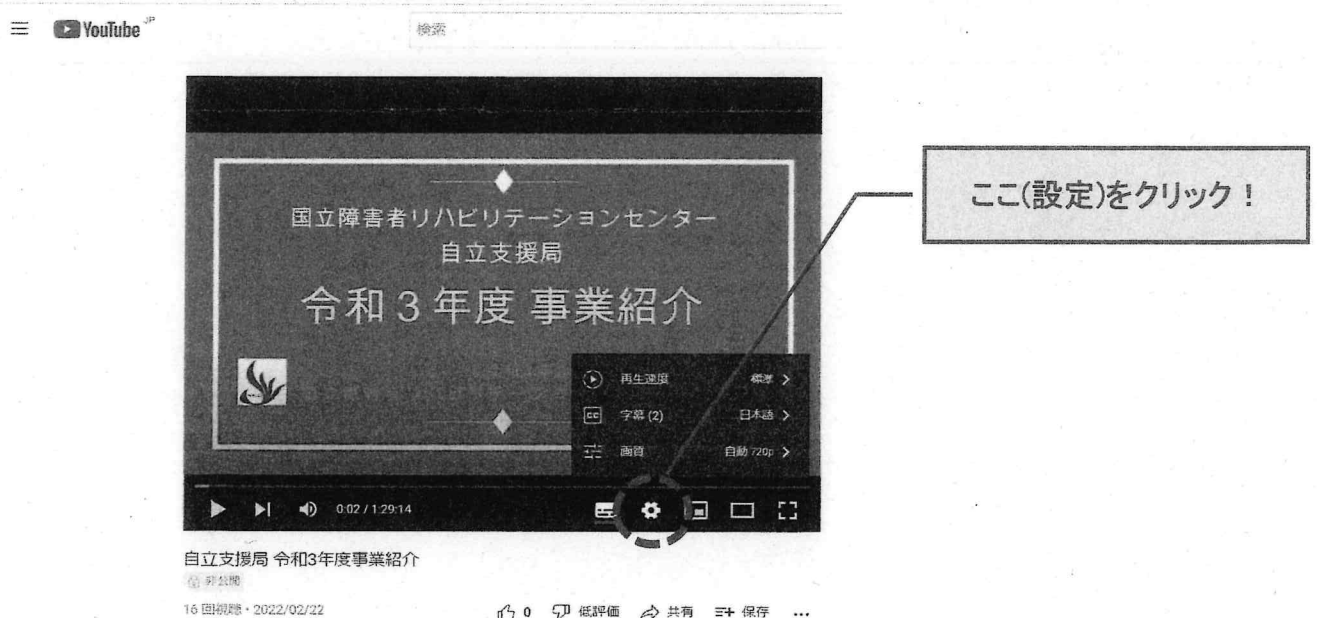 YouTube JP
検索
国立障害者リハビリテーションセンター
自立支援局
令和3年度 事業紹介
再生速度 標準
字幕 (2) 日本語
画質 自動 720p
0:02 / 1:29:14
ここ(設定)をクリック！
自立支援局 令和3年度事業紹介
非公開
16 回視聴・2022/02/22
0 低評価 共有 保存 …